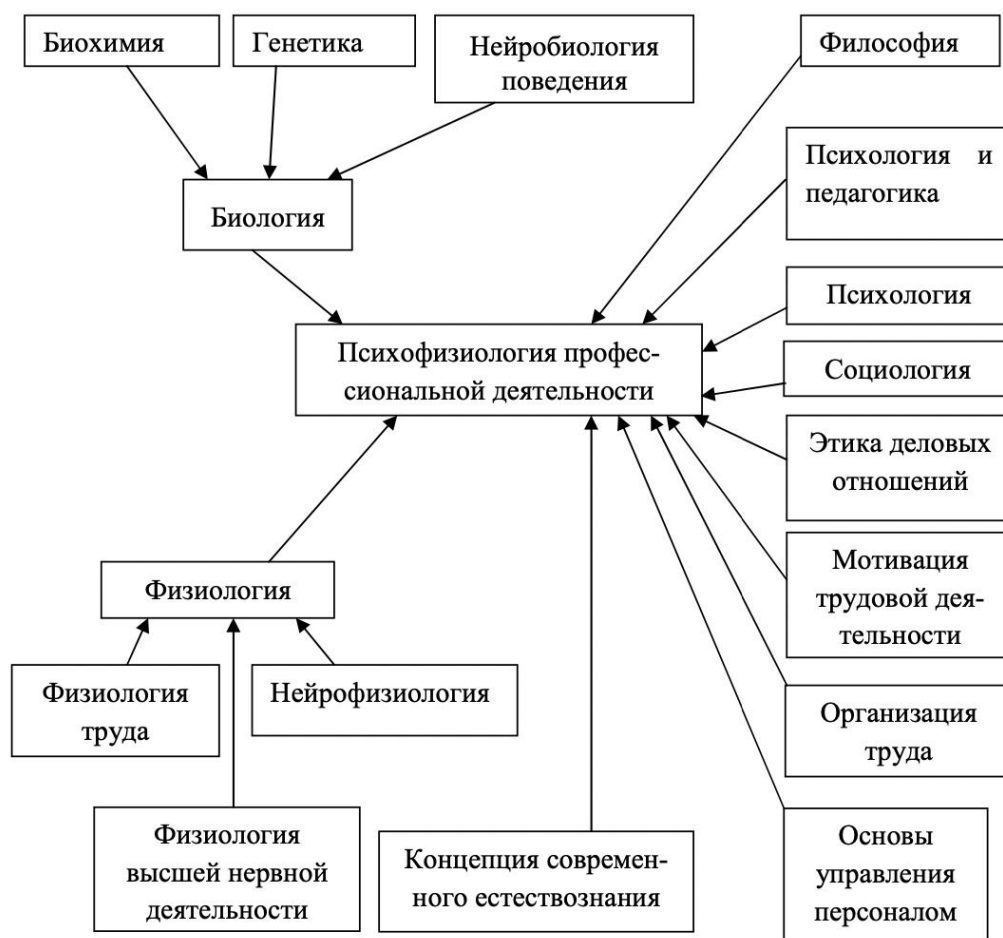 Биохимия
Генетика
Нейробиология
поведения
Философия
Психология и
педагогика
Биология
Психология
Психофизиология профес-
сиональной деятельности
Социология
Этика деловых
отношений
Физиология
Мотивация
трудовой дея-
тельности
Физиология
труда
Нейрофизиология
Организация
труда
Физиология
высшей нервной
деятельности
Концепция современ-
ного естествознания
Основы
управления
персоналом